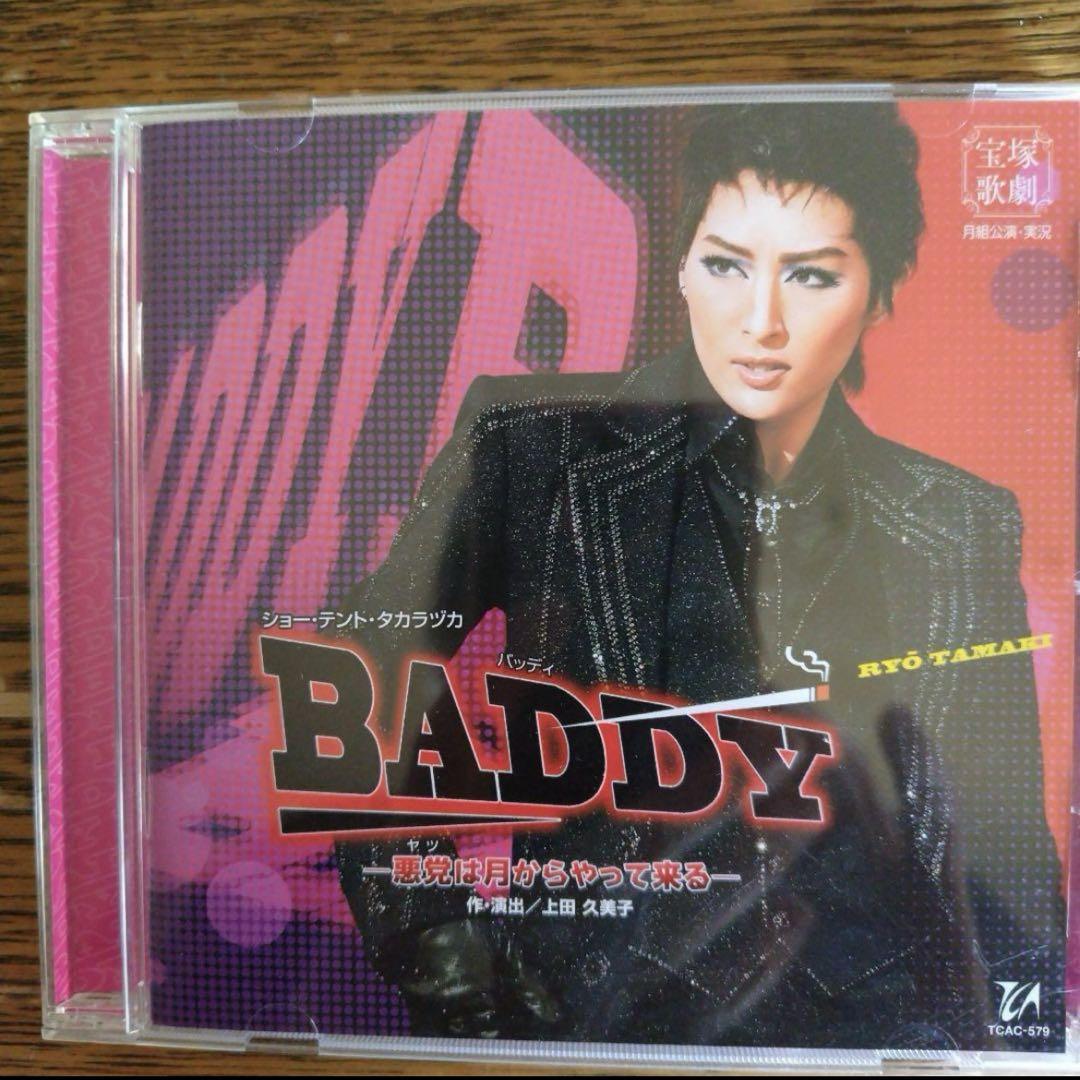 宝塚
歌劇
月組公演・実況
ショー・テント・タカラヅカ
バッディ
BADDY
RYŌ TAMAKI
ヤツ
―悪党は月からやって来る―
作・演出／上田 久美子
TCAC-579